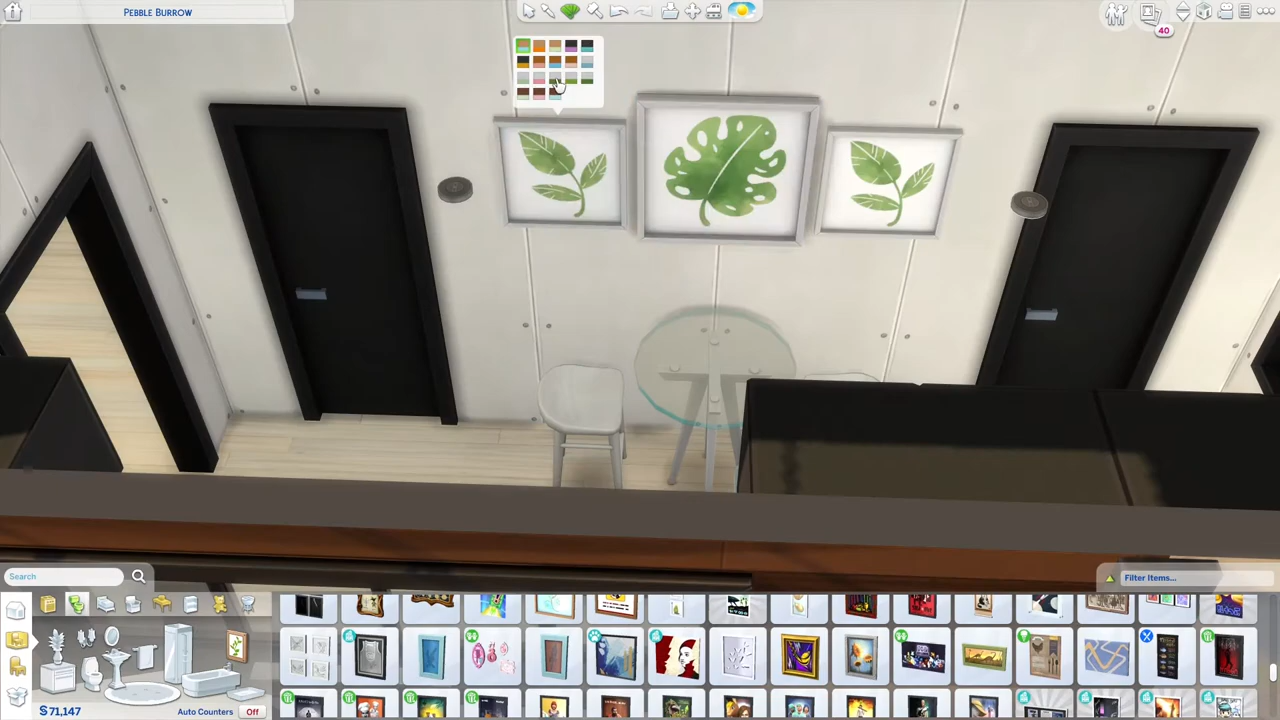 PEBBLE BURROW
40
Search
Filter Items...
§71,147
Auto Counters
Off